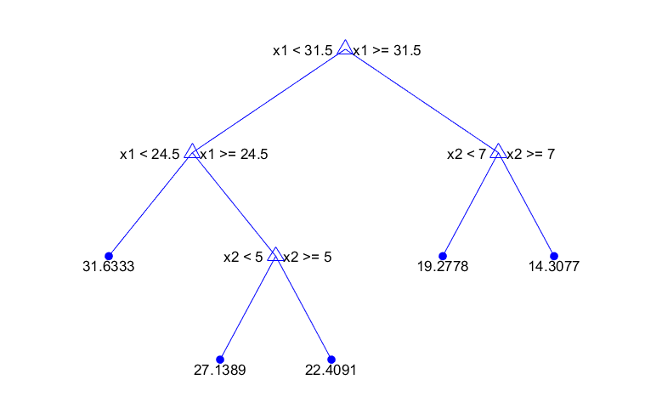 x1 < 31.5 x1 >= 31.5
x1 < 24.5 x1 >= 24.5
x2 < 7 x2 >= 7
31.6333
x2 < 5 x2 >= 5
19.2778
14.3077
27.1389
22.4091